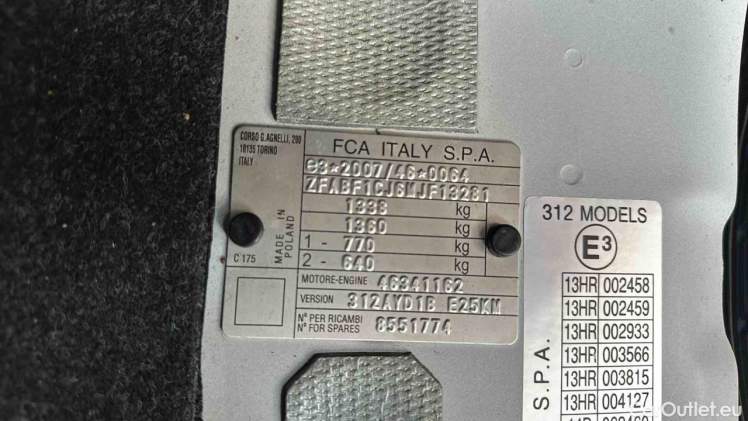 CORSO G.AGNELLI, 200
10135 TORINO
ITALY
FCA ITALY S.P.A.
e3*2007/46*0064
ZFABF1CJ6MJF13281
1338 kg
1360 kg
1 - 770 kg
2 - 640 kg
MADE IN
POLAND
C 175
MOTORE-ENGINE 46341162
VERSION 312AYD1B E25KM
N° PER RICAMBI
N° FOR SPARES 8551774
312 MODELS
E3
S.P.A.
13HR 002458
13HR 002459
13HR 002933
13HR 003566
13HR 003815
13HR 004127
Outlet.eu